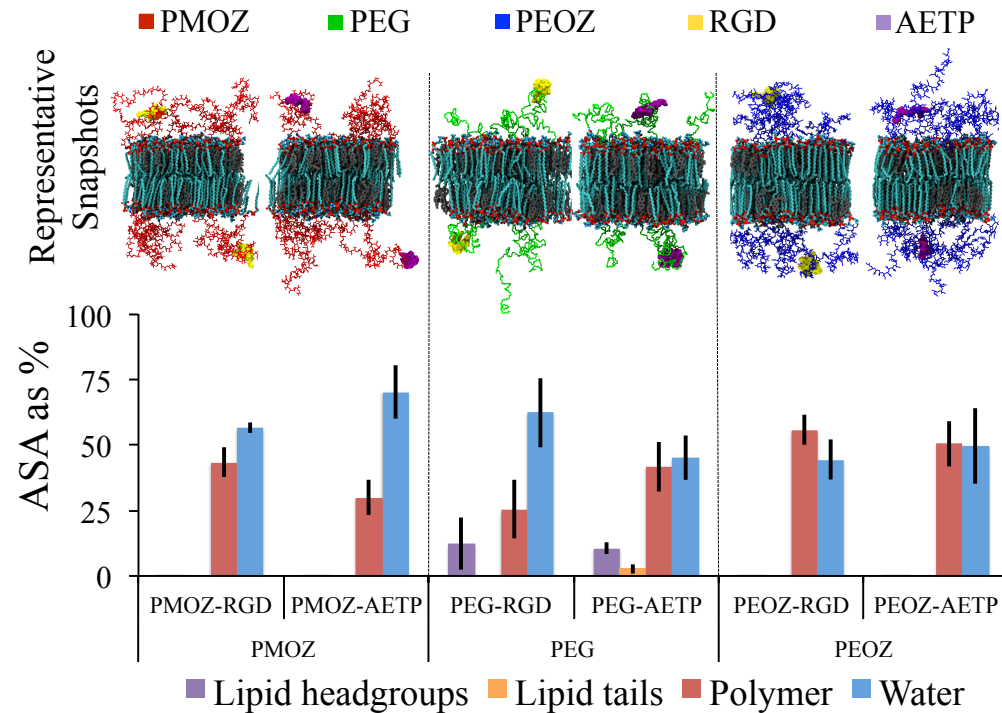 PMOZ PEG PEOZ RGD AETP
Representative
Snapshots
ASA as %
100
75
50
25
0
PMOZ-RGD PMOZ-AETP PEG-RGD PEG-AETP PEOZ-RGD PEOZ-AETP
PMOZ PEG PEOZ
Lipid headgroups Lipid tails Polymer Water